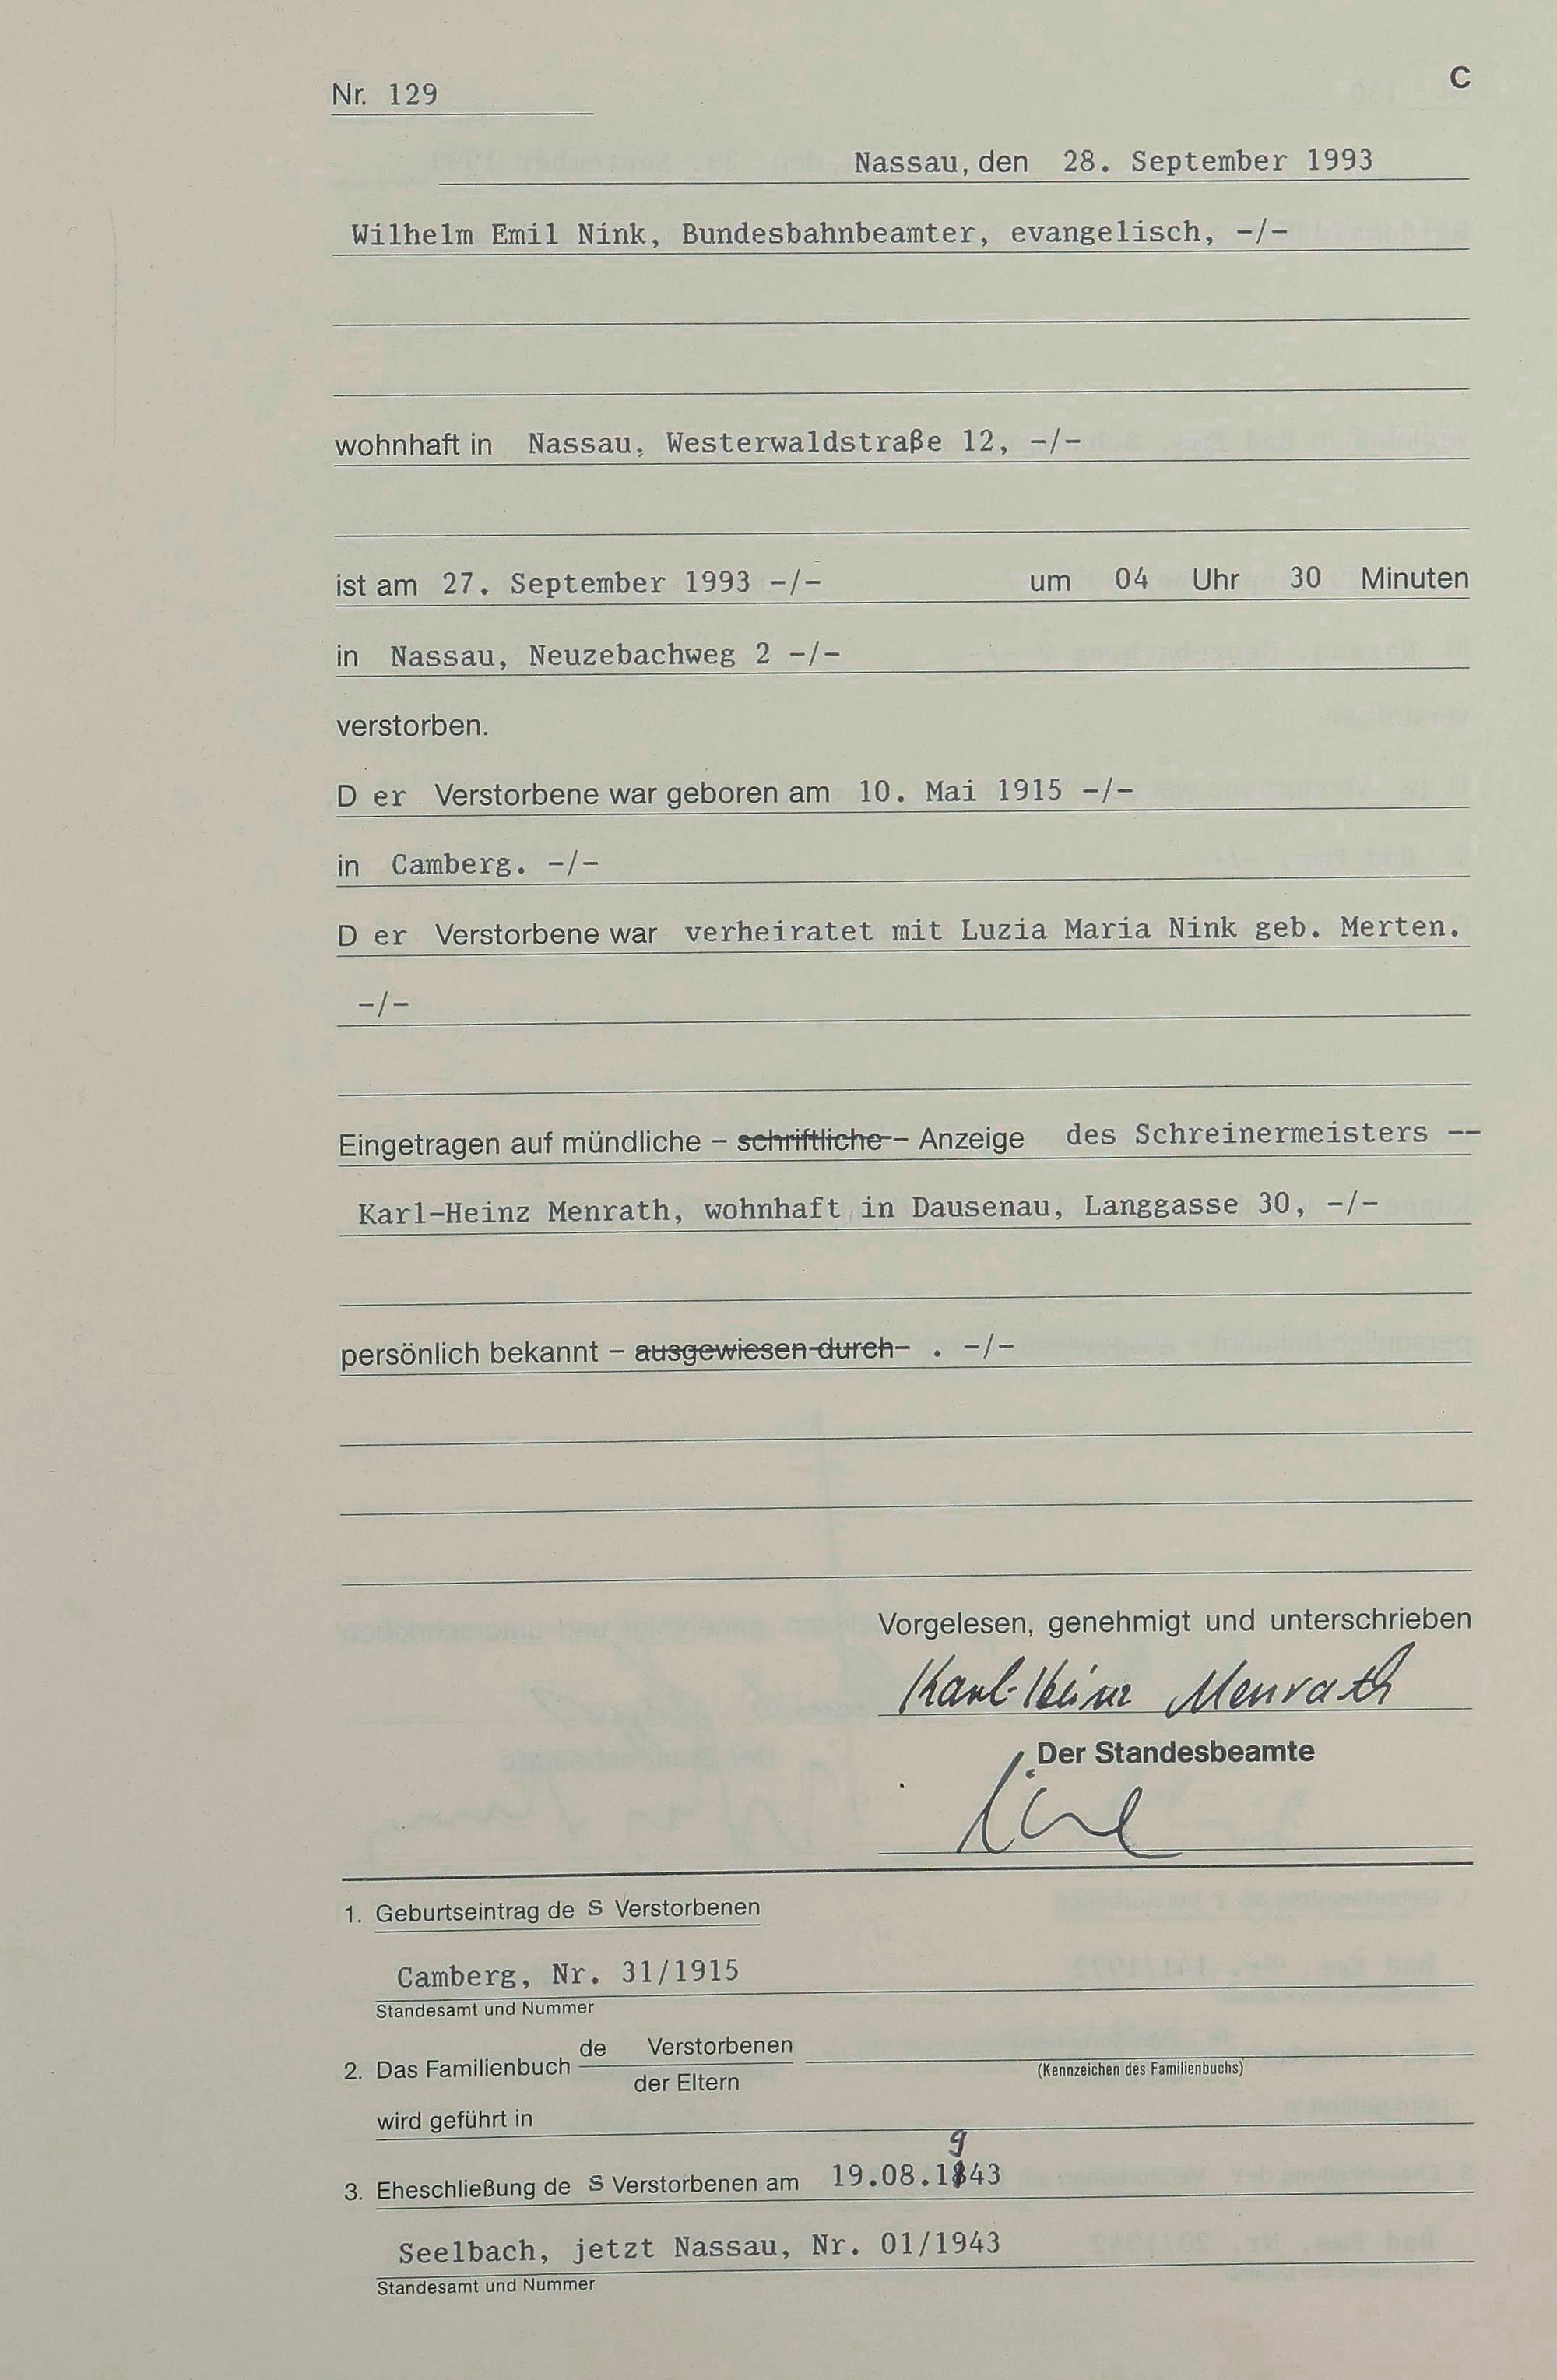 Nr. 129
C
Nassau, den 28. September 1993
Wilhelm Emil Nink, Bundesbahnbeamter, evangelisch, -/-
wohnhaft in Nassau, Westerwaldstraße 12, -/-
ist am 27. September 1993 -/- um 04 Uhr 30 Minuten
in Nassau, Neuzebachweg 2 -/-
verstorben.
D er Verstorbene war geboren am 10. Mai 1915 -/-
in Camberg. -/-
D er Verstorbene war verheiratet mit Luzia Maria Nink geb. Merten.
-/-
Eingetragen auf mündliche – schriftliche – Anzeige des Schreinermeisters --
Karl-Heinz Menrath, wohnhaft in Dausenau, Langgasse 30, -/-
persönlich bekannt – ausgewiesen durch – . -/-
Vorgelesen, genehmigt und unterschrieben
Karl-Heinz Menrath
Der Standesbeamte
1. Geburtseintrag de S Verstorbenen
Camberg, Nr. 31/1915
Standesamt und Nummer
de Verstorbenen
2. Das Familienbuch
der Eltern
(Kennzeichen des Familienbuchs)
wird geführt in
9
3. Eheschließung de S Verstorbenen am 19.08.1843
Seelbach, jetzt Nassau, Nr. 01/1943
Standesamt und Nummer